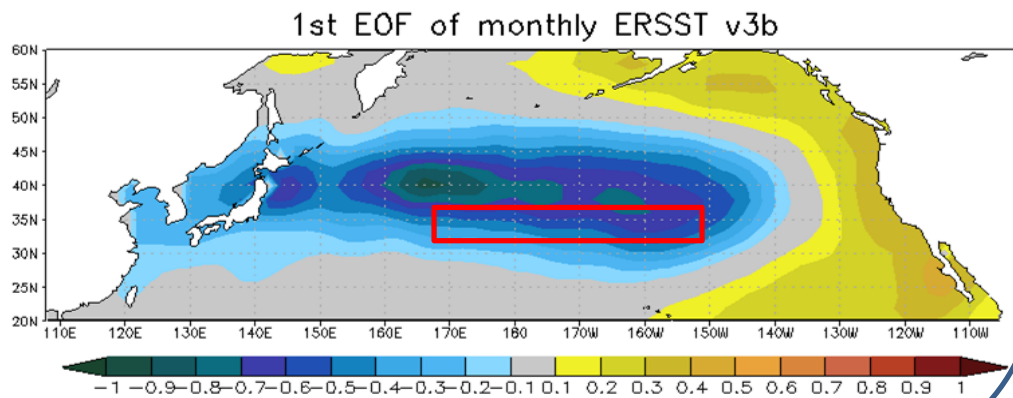 1st EOF of monthly ERSST v3b
60N
55N
50N
45N
40N
35N
30N
25N
20N
110E 120E 130E 140E 150E 160E 170E 180 170W 160W 150W 140W 130W 120W 110W
-1 -0.9 -0.8 -0.7 -0.6 -0.5 -0.4 -0.3 -0.2 -0.1 0.1 0.2 0.3 0.4 0.5 0.6 0.7 0.8 0.9 1